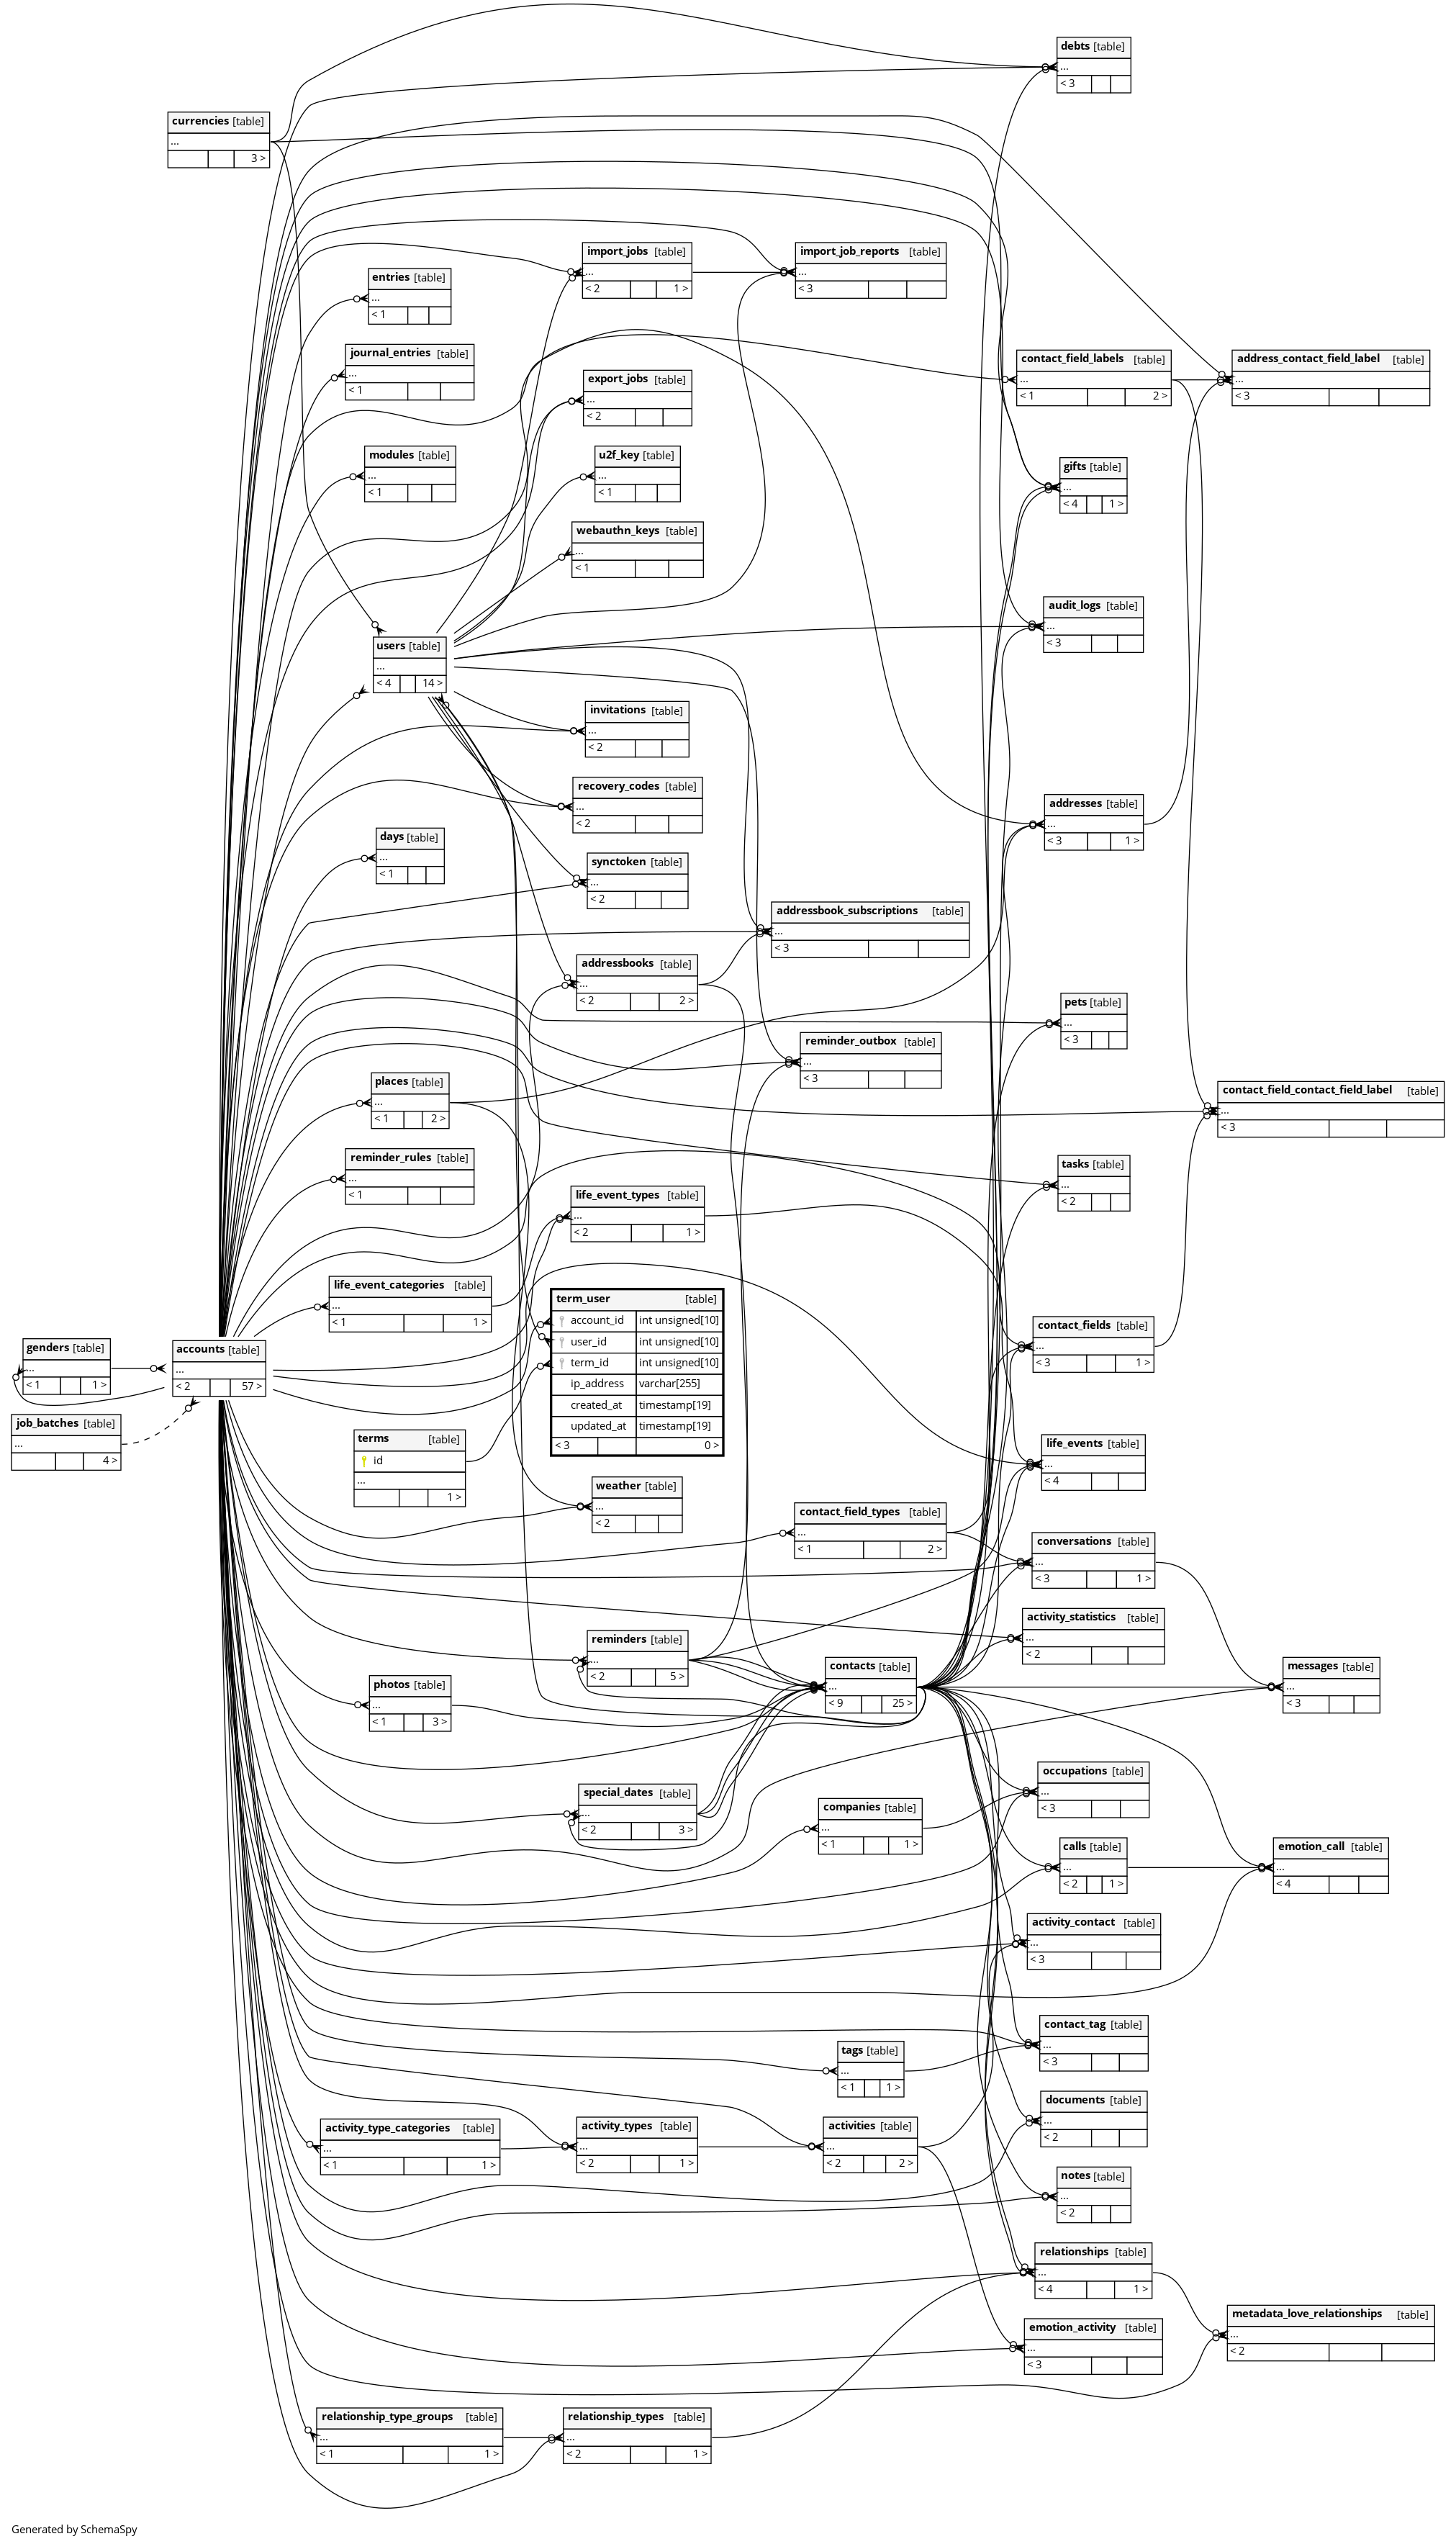 debts [table]
...
< 3
currencies [table]
...
3 >
import_jobs [table]
...
< 2 1 >
import_job_reports [table]
...
< 3
entries [table]
...
< 1
journal_entries [table]
...
< 1
contact_field_labels [table]
...
< 1 2 >
address_contact_field_label [table]
...
< 3
export_jobs [table]
...
< 2
modules [table]
...
< 1
u2f_key [table]
...
< 1
gifts [table]
...
< 4 1 >
webauthn_keys [table]
...
< 1
audit_logs [table]
...
< 3
users [table]
...
< 4 14 >
invitations [table]
...
< 2
recovery_codes [table]
...
< 2
addresses [table]
...
< 3 1 >
days [table]
...
< 1
synctoken [table]
...
< 2
addressbook_subscriptions [table]
...
< 3
addressbooks [table]
...
< 2 2 >
pets [table]
...
< 3
reminder_outbox [table]
...
< 3
places [table]
...
< 1 2 >
contact_field_contact_field_label [table]
...
< 3
reminder_rules [table]
...
< 1
tasks [table]
...
< 2
life_event_types [table]
...
< 2 1 >
life_event_categories [table]
...
< 1 1 >
term_user [table]
account_id int unsigned[10]
user_id int unsigned[10]
term_id int unsigned[10]
ip_address varchar[255]
created_at timestamp[19]
updated_at timestamp[19]
< 3 0 >
contact_fields [table]
...
< 3 1 >
genders [table]
...
< 1 1 >
accounts [table]
...
< 2 57 >
job_batches [table]
...
4 >
terms [table]
id
...
1 >
life_events [table]
...
< 4
weather [table]
...
< 2
contact_field_types [table]
...
< 1 2 >
conversations [table]
...
< 3 1 >
activity_statistics [table]
...
< 2
reminders [table]
...
< 2 5 >
contacts [table]
...
< 9 25 >
messages [table]
...
< 3
photos [table]
...
< 1 3 >
occupations [table]
...
< 3
special_dates [table]
...
< 2 3 >
companies [table]
...
< 1 1 >
calls [table]
...
< 2 1 >
emotion_call [table]
...
< 4
activity_contact [table]
...
< 3
contact_tag [table]
...
< 3
tags [table]
...
< 1 1 >
documents [table]
...
< 2
activity_type_categories [table]
...
< 1 1 >
activity_types [table]
...
< 2 1 >
activities [table]
...
< 2 2 >
notes [table]
...
< 2
relationships [table]
...
< 4 1 >
metadata_love_relationships [table]
...
< 2
emotion_activity [table]
...
< 3
relationship_type_groups [table]
...
< 1 1 >
relationship_types [table]
...
< 2 1 >
Generated by SchemaSpy